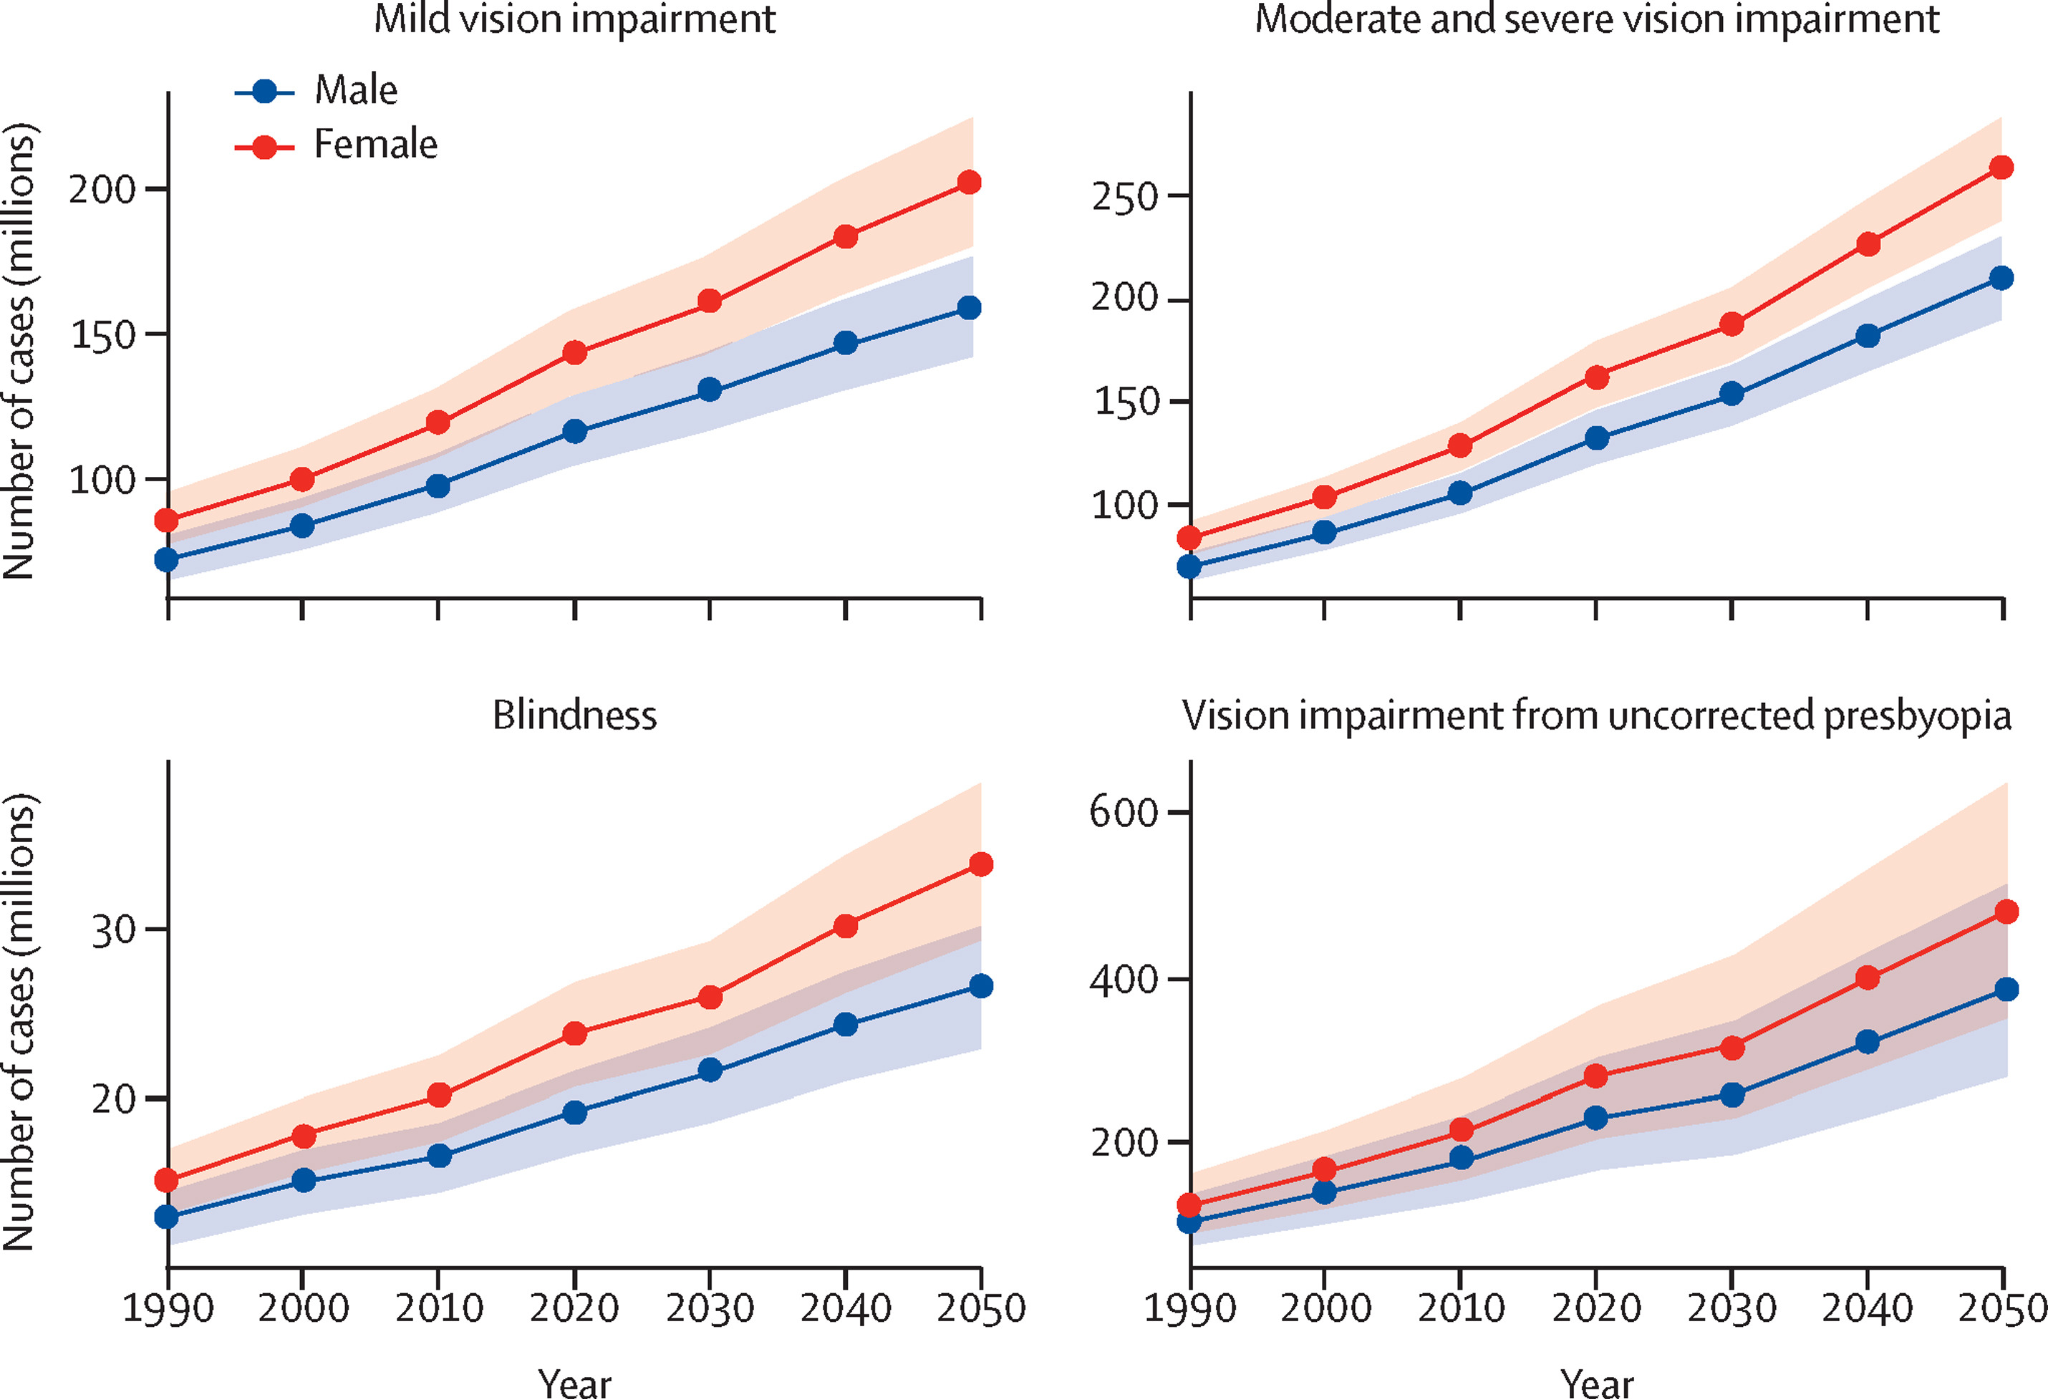 Mild vision impairment
Male
Female
200
150
100
Number of cases (millions)
Moderate and severe vision impairment
250
200
150
100
Blindness
30
20
Number of cases (millions)
1990 2000 2010 2020 2030 2040 2050
Year
Vision impairment from uncorrected presbyopia
600
400
200
1990 2000 2010 2020 2030 2040 2050
Year